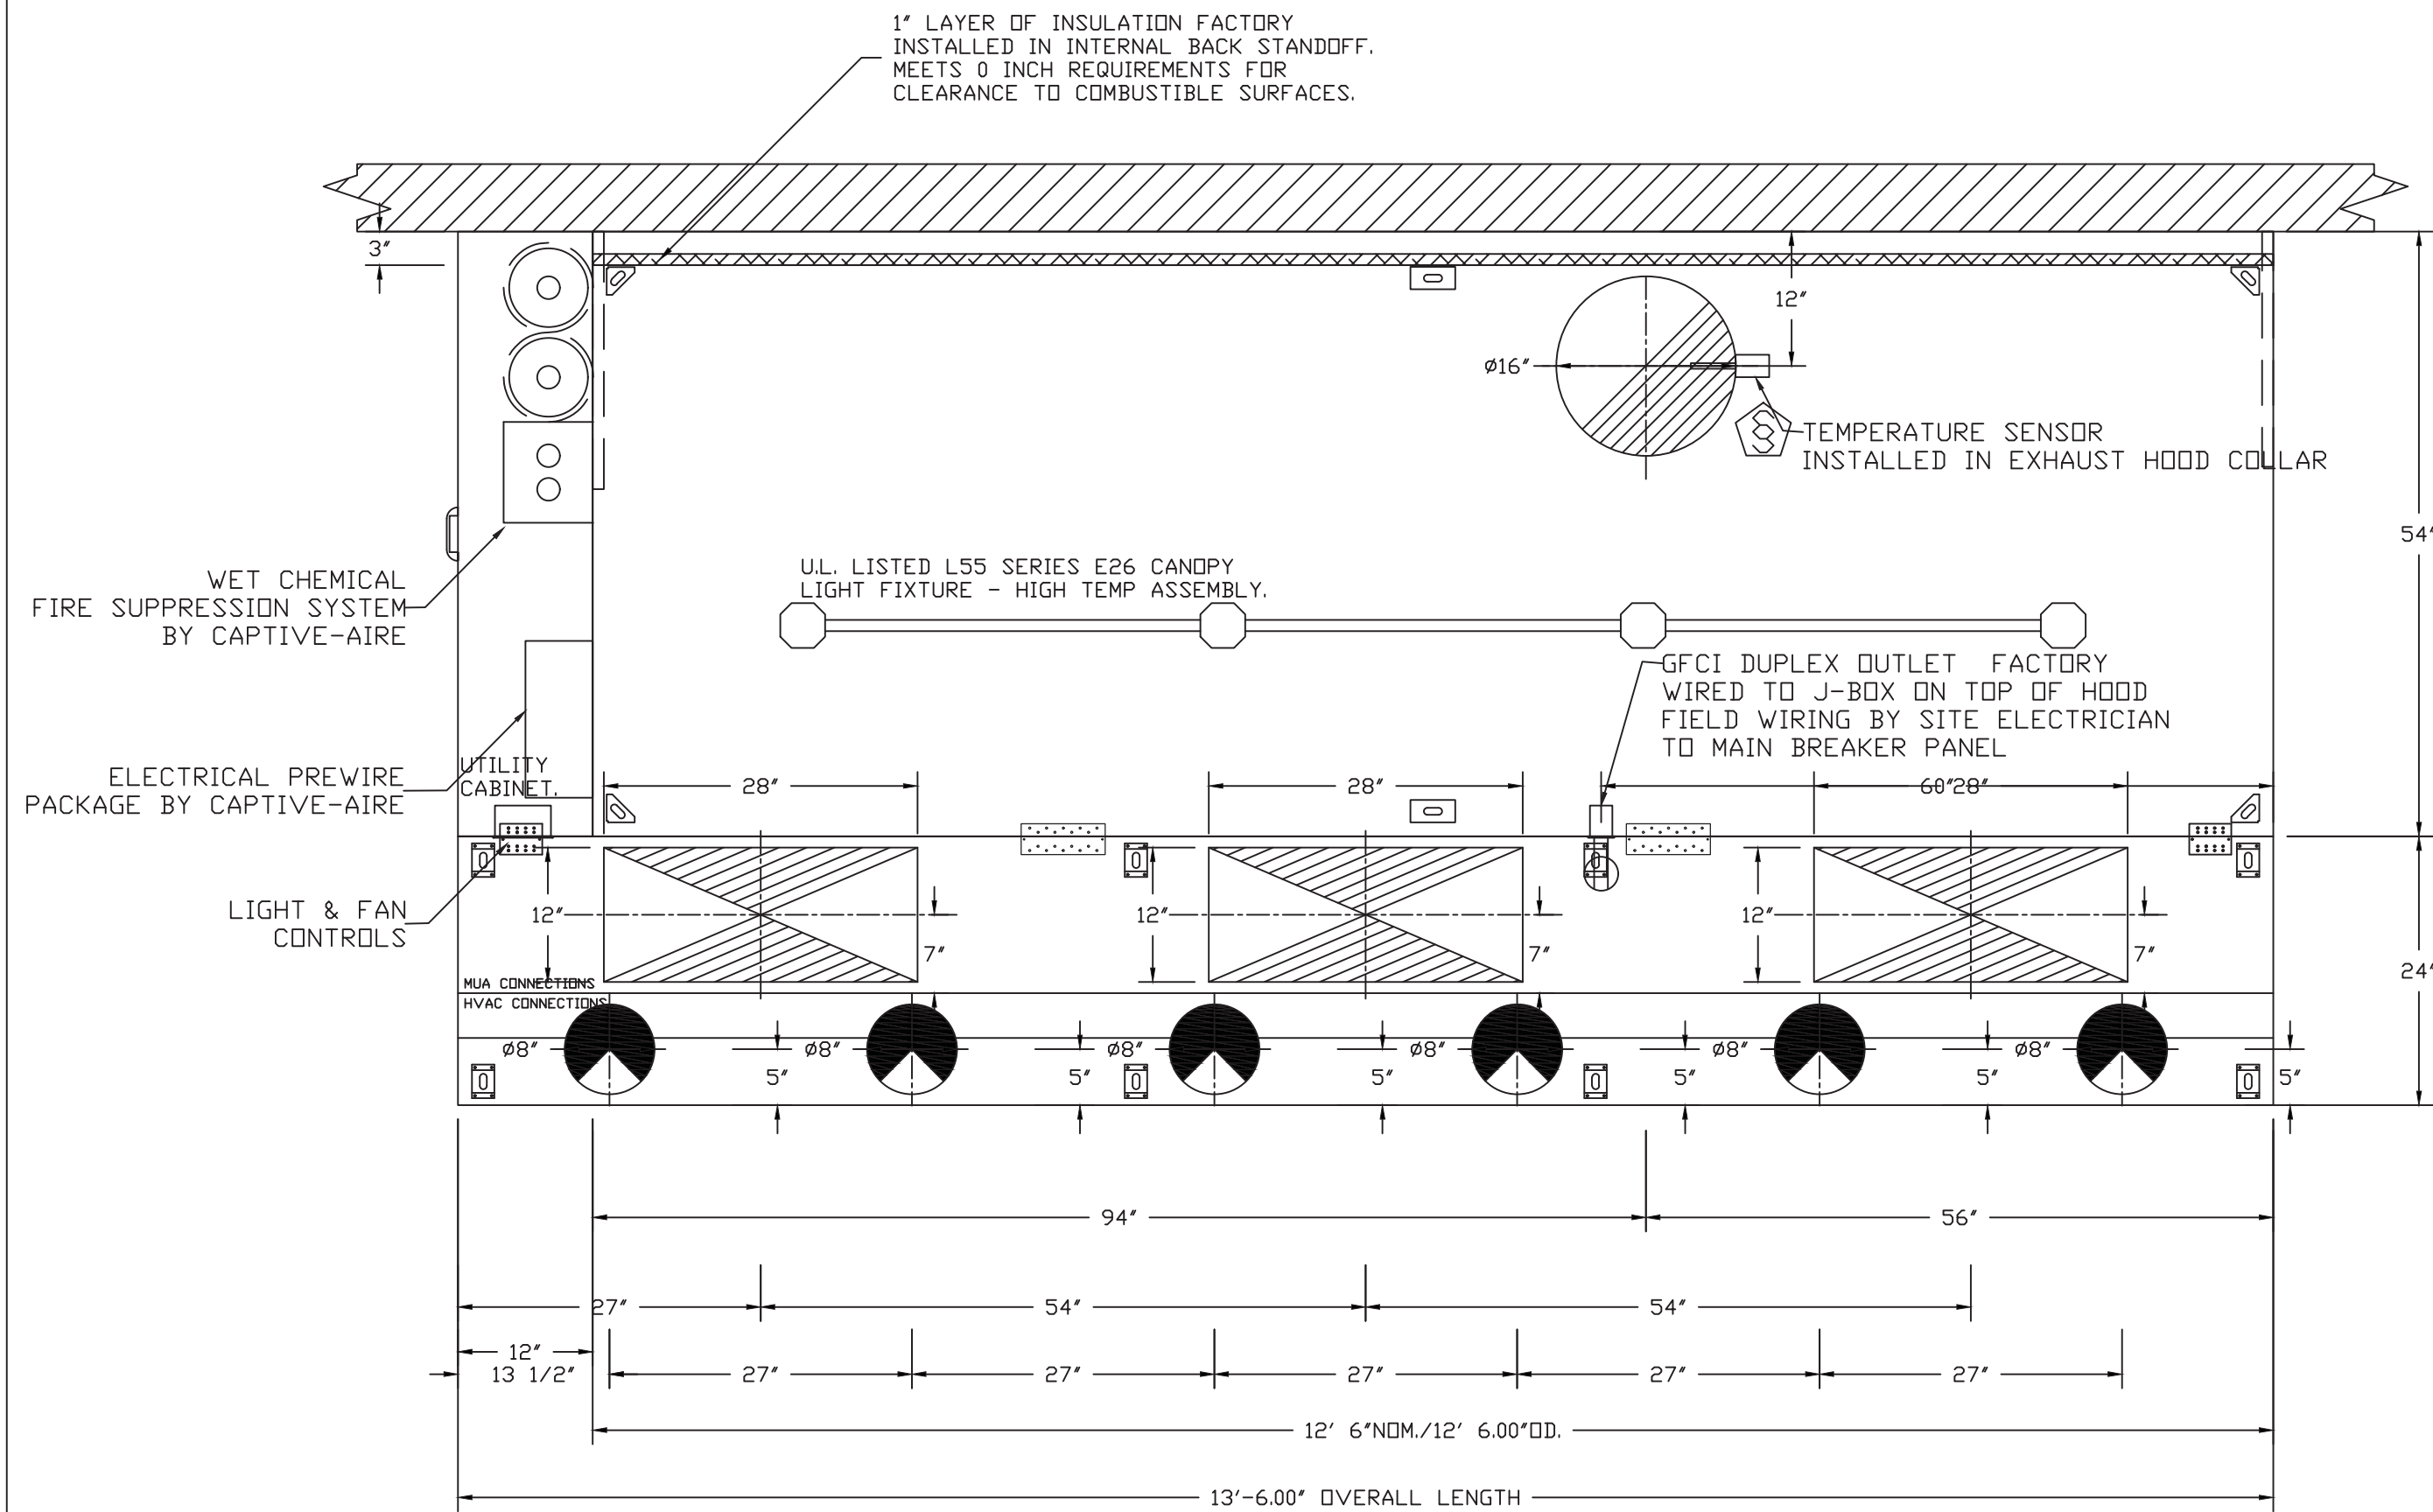 1" LAYER OF INSULATION FACTORY
INSTALLED IN INTERNAL BACK STANDOFF.
MEETS 0 INCH REQUIREMENTS FOR
CLEARANCE TO COMBUSTIBLE SURFACES.
3"
12"
ø16"
TEMPERATURE SENSOR
INSTALLED IN EXHAUST HOOD COLLAR
54"
WET CHEMICAL
FIRE SUPPRESSION SYSTEM
BY CAPTIVE-AIRE
U.L. LISTED L55 SERIES E26 CANOPY
LIGHT FIXTURE - HIGH TEMP ASSEMBLY.
GFCI DUPLEX OUTLET FACTORY
WIRED TO J-BOX ON TOP OF HOOD
FIELD WIRING BY SITE ELECTRICIAN
TO MAIN BREAKER PANEL
ELECTRICAL PREWIRE
PACKAGE BY CAPTIVE-AIRE
UTILITY
CABINET.
28"
28"
60"28"
LIGHT & FAN
CONTROLS
12"
7"
12"
7"
12"
7"
24"
MUA CONNECTIONS
HVAC CONNECTIONS
ø8"
ø8"
ø8"
ø8"
ø8"
ø8"
5"
5"
5"
5"
5"
5"
94"
56"
27"
54"
54"
12"
13 1/2"
27"
27"
27"
27"
27"
12' 6"NOM./12' 6.00"OD.
13'-6.00" OVERALL LENGTH